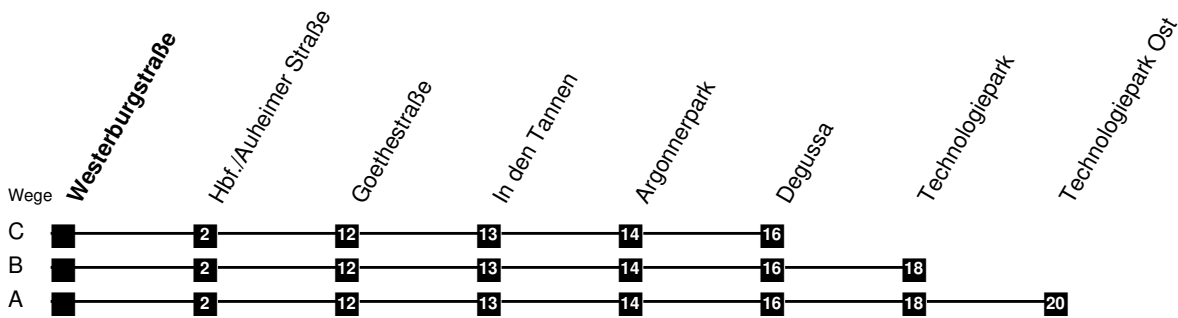 Westerburgstraße
Hbf./Auheimer Straße
Goethestraße
In den Tannen
Argonnerpark
Degussa
Technologiepark
Technologiepark Ost
Wege
C 2 12 13 14 16
B 2 12 13 14 16 18
A 2 12 13 14 16 18 20